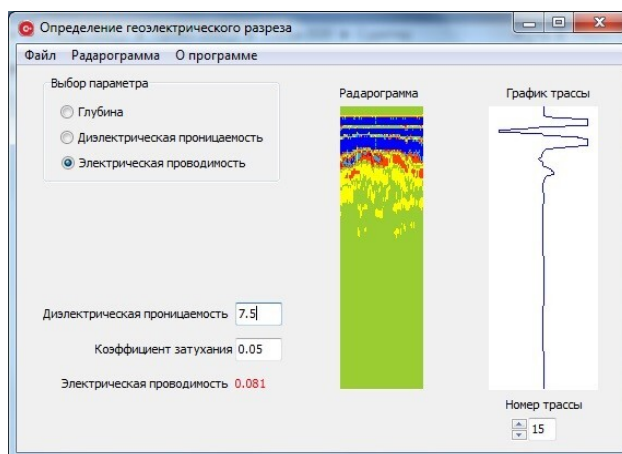 Определение геоэлектрического разреза
Файл Радарограмма О программе
Выбор параметра
Глубина
Диэлектрическая проницаемость
Электрическая проводимость
Диэлектрическая проницаемость 7.5
Коэффициент затухания 0.05
Электрическая проводимость 0.081
Радарограмма
График трассы
Номер трассы
15